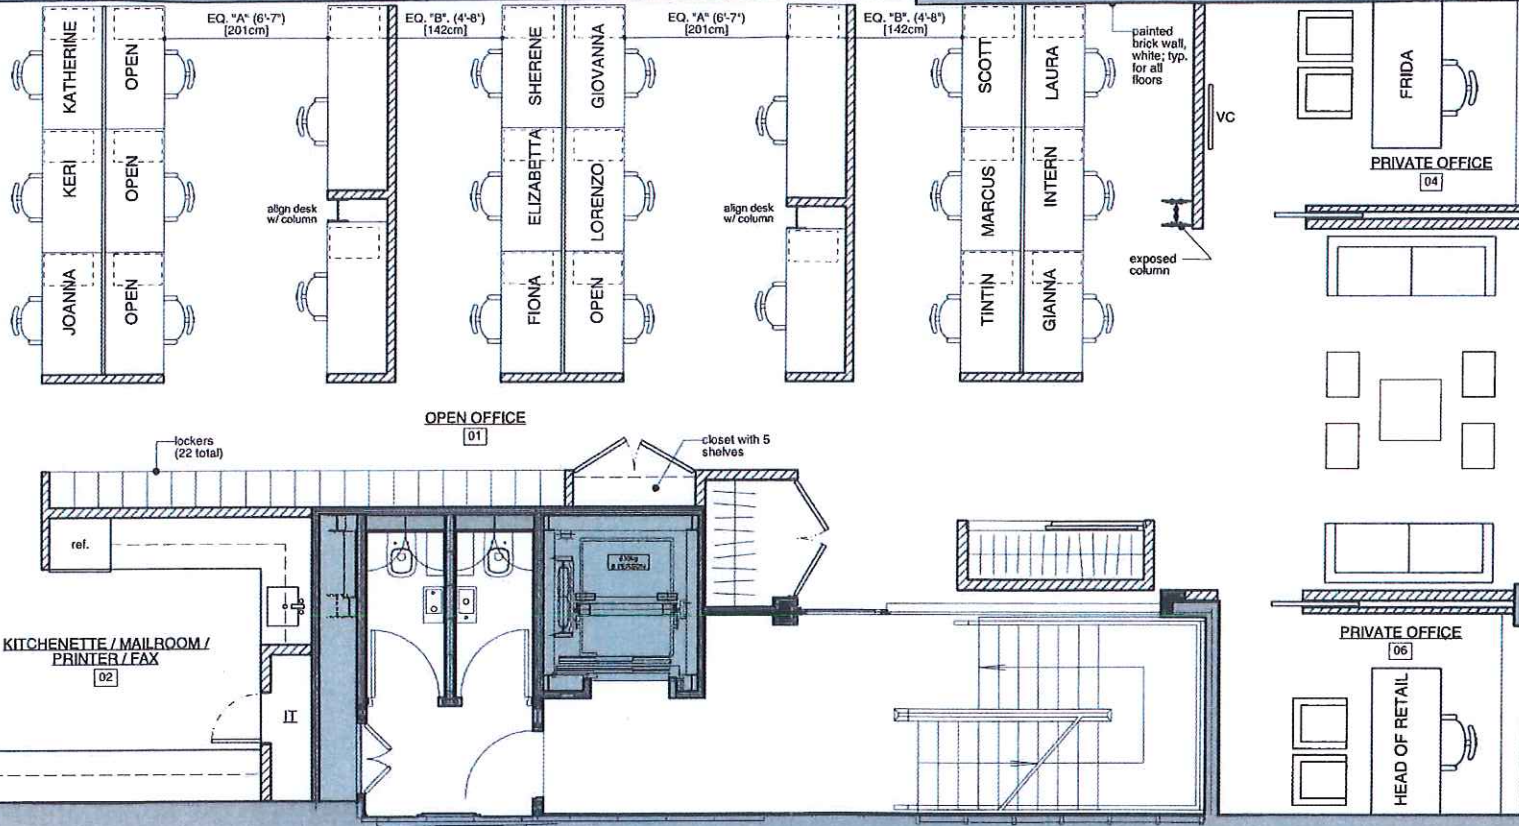 EQ. "A" (6'-7")
[201cm]
EQ. "B". (4'-8")
[142cm]
EQ. "A" (6'-7")
[201cm]
EQ. "B". (4'-8")
[142cm]
KATHERINE
OPEN
SHERENE
GIOVANNA
SCOTT
LAURA
painted
brick wall,
white; typ.
for all
floors
VC
FRIDA
PRIVATE OFFICE
04
KERI
OPEN
ELIZABETTA
LORENZO
MARCUS
INTERN
align desk
w/ column
align desk
w/ column
exposed
column
JOANNA
OPEN
FIONA
OPEN
TINTIN
GIANNA
OPEN OFFICE
01
lockers
(22 total)
closet with 5
shelves
ref.
KITCHENETTE / MAILROOM /
PRINTER / FAX
02
IT
PRIVATE OFFICE
06
HEAD OF RETAIL